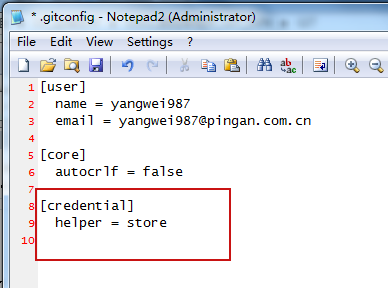 * .gitconfig - Notepad2 (Administrator)
File Edit View Settings ?
1 [user]
2 name = yangwei987
3 email = yangwei987@pingan.com.cn
4
5 [core]
6 autocrlf = false
7
8 [credential]
9 helper = store
10